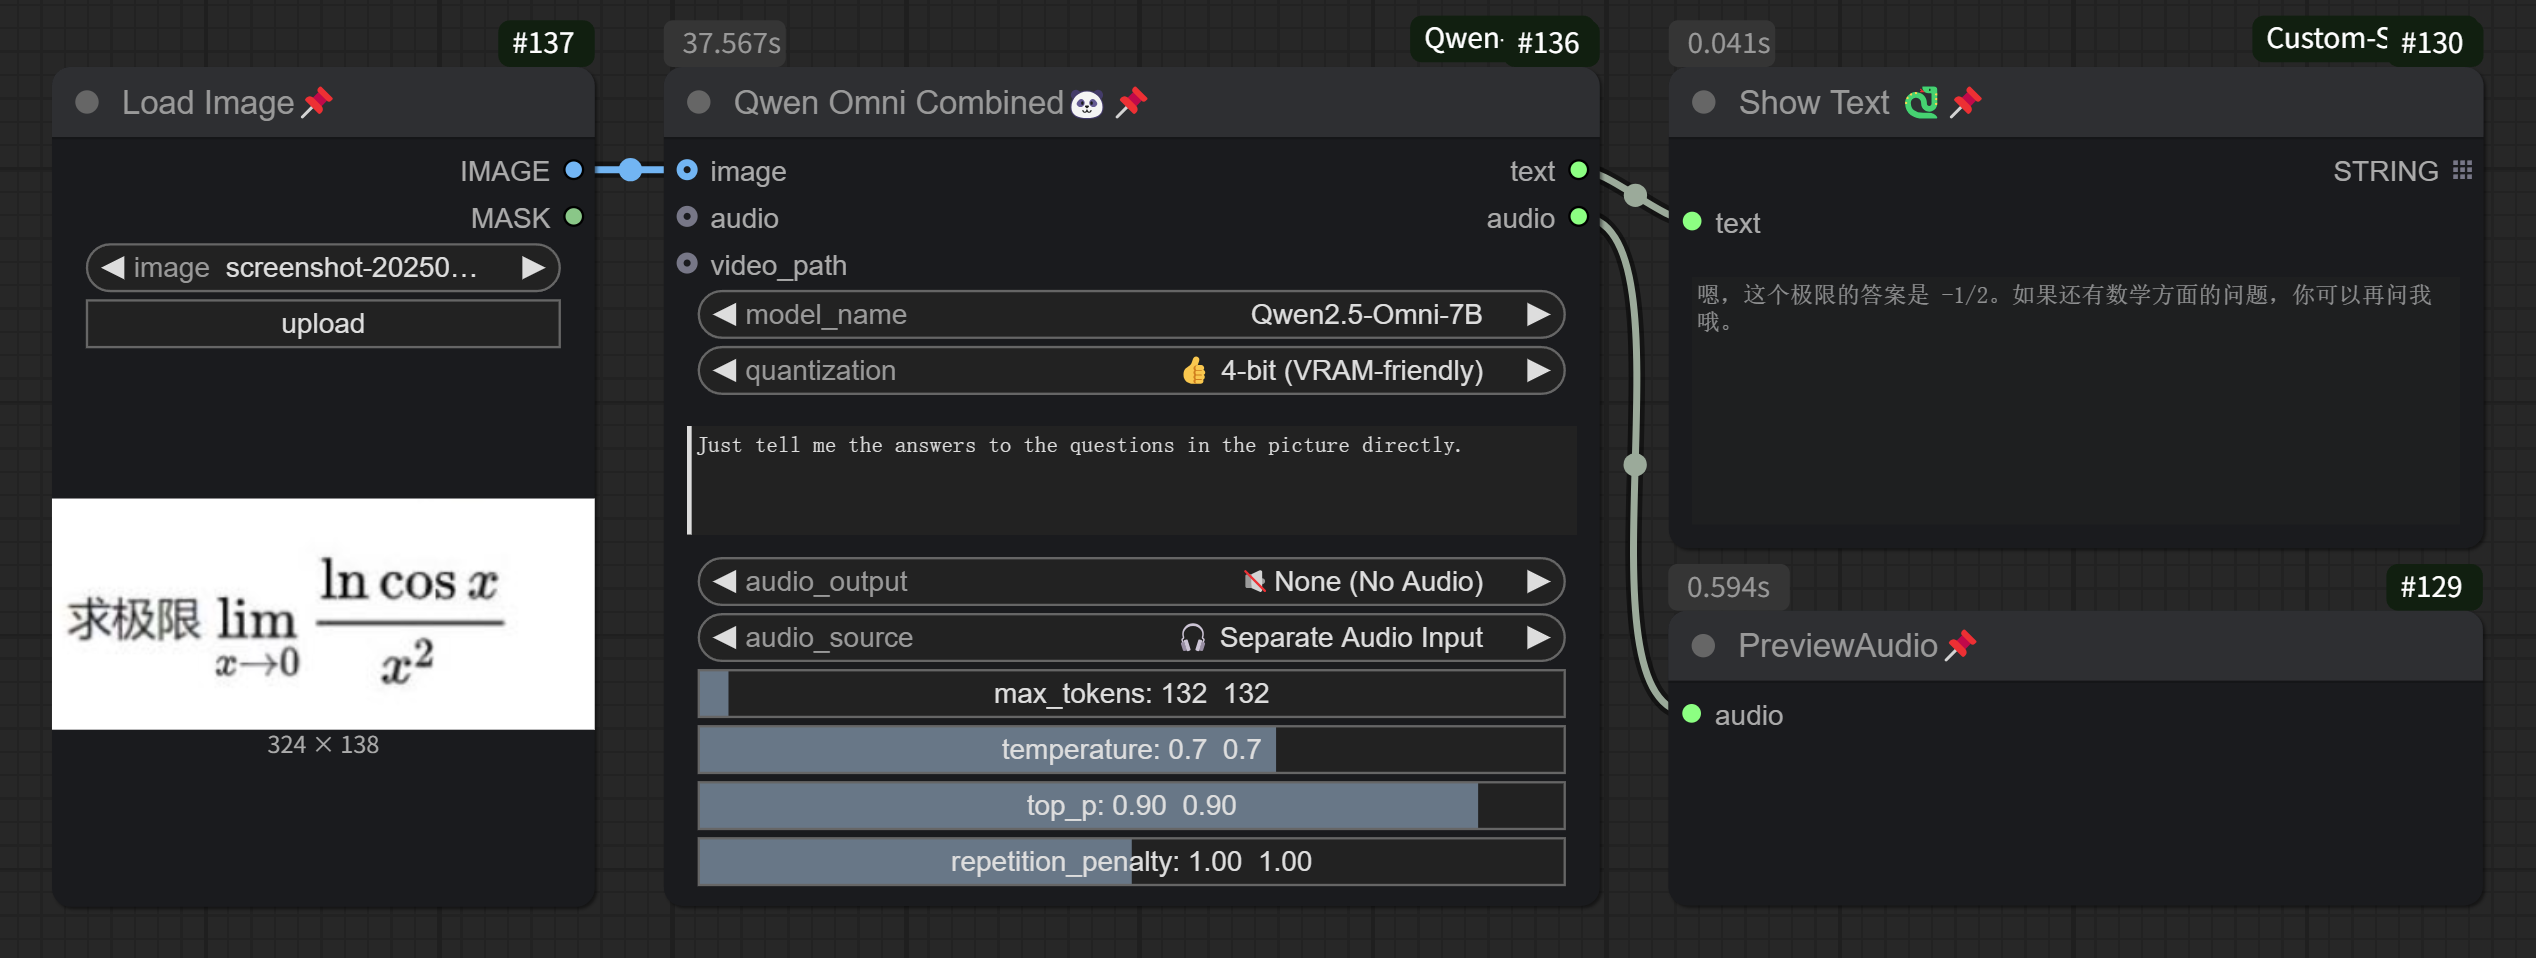 #137
Load Image
IMAGE
MASK
image screenshot-20250...
upload
求极限 lim x→0 ln cos x / x²
324 × 138
37.567s
Qwen- #136
Qwen Omni Combined
image text
audio audio
video_path
model_name Qwen2.5-Omni-7B
quantization 4-bit (VRAM-friendly)
Just tell me the answers to the questions in the picture directly.
audio_output None (No Audio)
audio_source Separate Audio Input
max_tokens: 132 132
temperature: 0.7 0.7
top_p: 0.90 0.90
repetition_penalty: 1.00 1.00
0.041s
Custom-S #130
Show Text
STRING
text
嗯，这个极限的答案是 -1/2。如果还有数学方面的问题，你可以再问我
哦。
0.594s
#129
PreviewAudio
audio